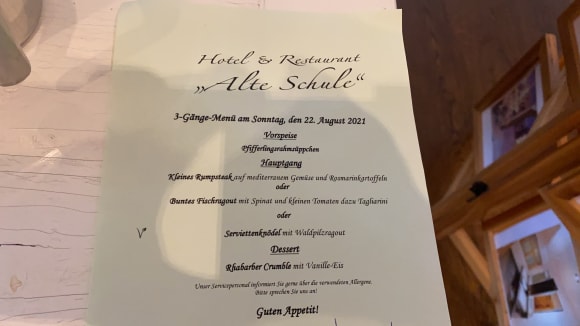 Hotel & Restaurant
„Alte Schule“
3-Gänge-Menü am Sonntag, den 22. August 2021
Vorspeise
Pfifferlingsrahmsüppchen
Hauptgang
Kleines Rumpsteak auf mediterranem Gemüse und Rosmarinkartoffeln
oder
Buntes Fischragout mit Spinat und kleinen Tomaten dazu Tagliarini
oder
Serviettenknödel mit Waldpilzragout
Dessert
Rhabarber Crumble mit Vanille-Eis
Unser Servicepersonal informiert Sie gerne über die verwendeten Allergene.
Bitte sprechen Sie uns an!
Guten Appetit!